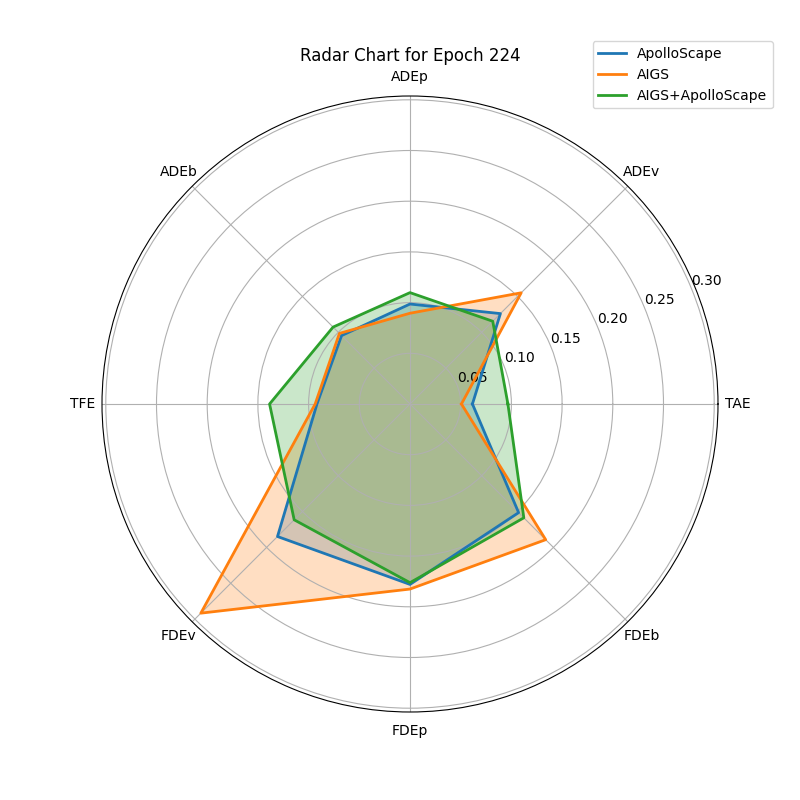 Radar Chart for Epoch 224
ApolloScape
AIGS
AIGS+ApolloScape
ADEp
ADEb
ADEv
0.30
0.25
0.20
0.15
0.10
0.05
TFE
TAE
FDEv
FDEb
FDEp